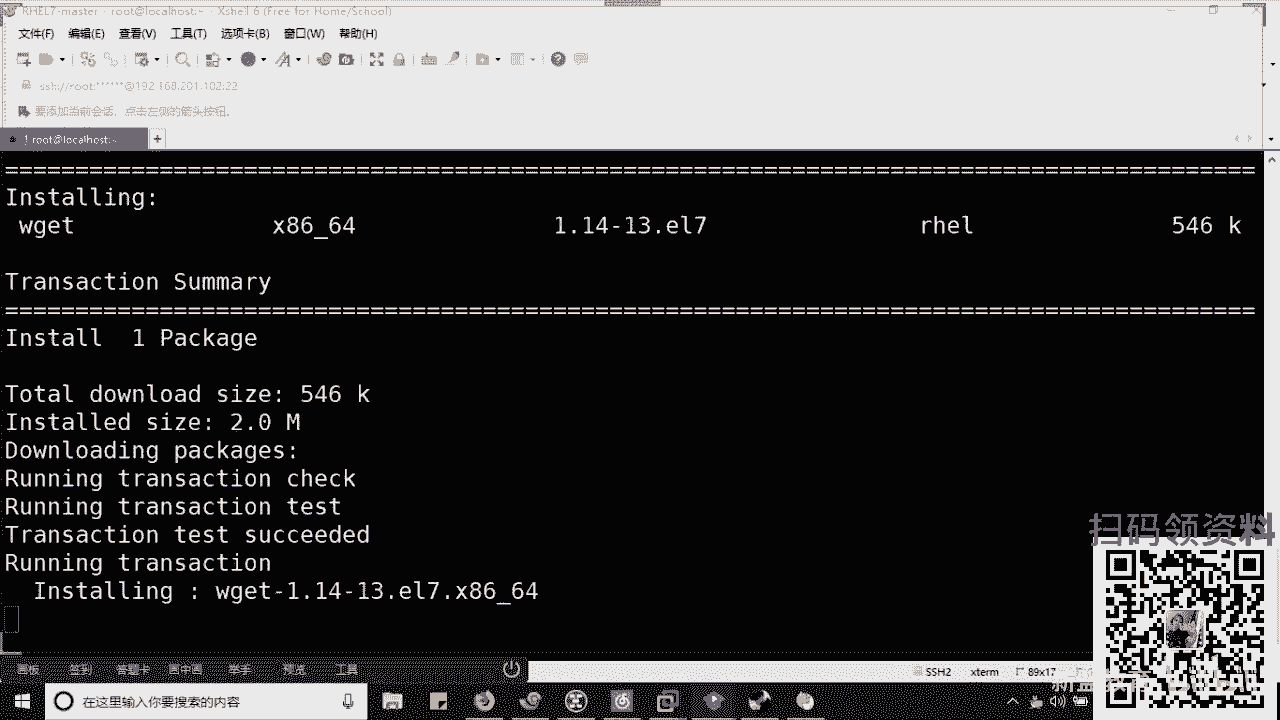 RHEL7-master - root@localhost:~ - Xshell 6 (Free for Home/School)
文件(F) 编辑(E) 查看(V) 工具(T) 选项卡(B) 窗口(W) 帮助(H)
ssh://root:******@192.168.201.102:22
要添加当前会话，点击左侧的箭头按钮。
1 root@localhost:~
+
=========================================================================================
Installing:
wget x86_64 1.14-13.el7 rhel 546 k
Transaction Summary
=========================================================================================
Install 1 Package
Total download size: 546 k
Installed size: 2.0 M
Downloading packages:
Running transaction check
Running transaction test
Transaction test succeeded
Running transaction
Installing : wget-1.14-13.el7.x86_64
扫码领资料
答题卡 画中画 举手 预览 工具
SSH2 xterm 89x17
在这里输入你要搜索的内容